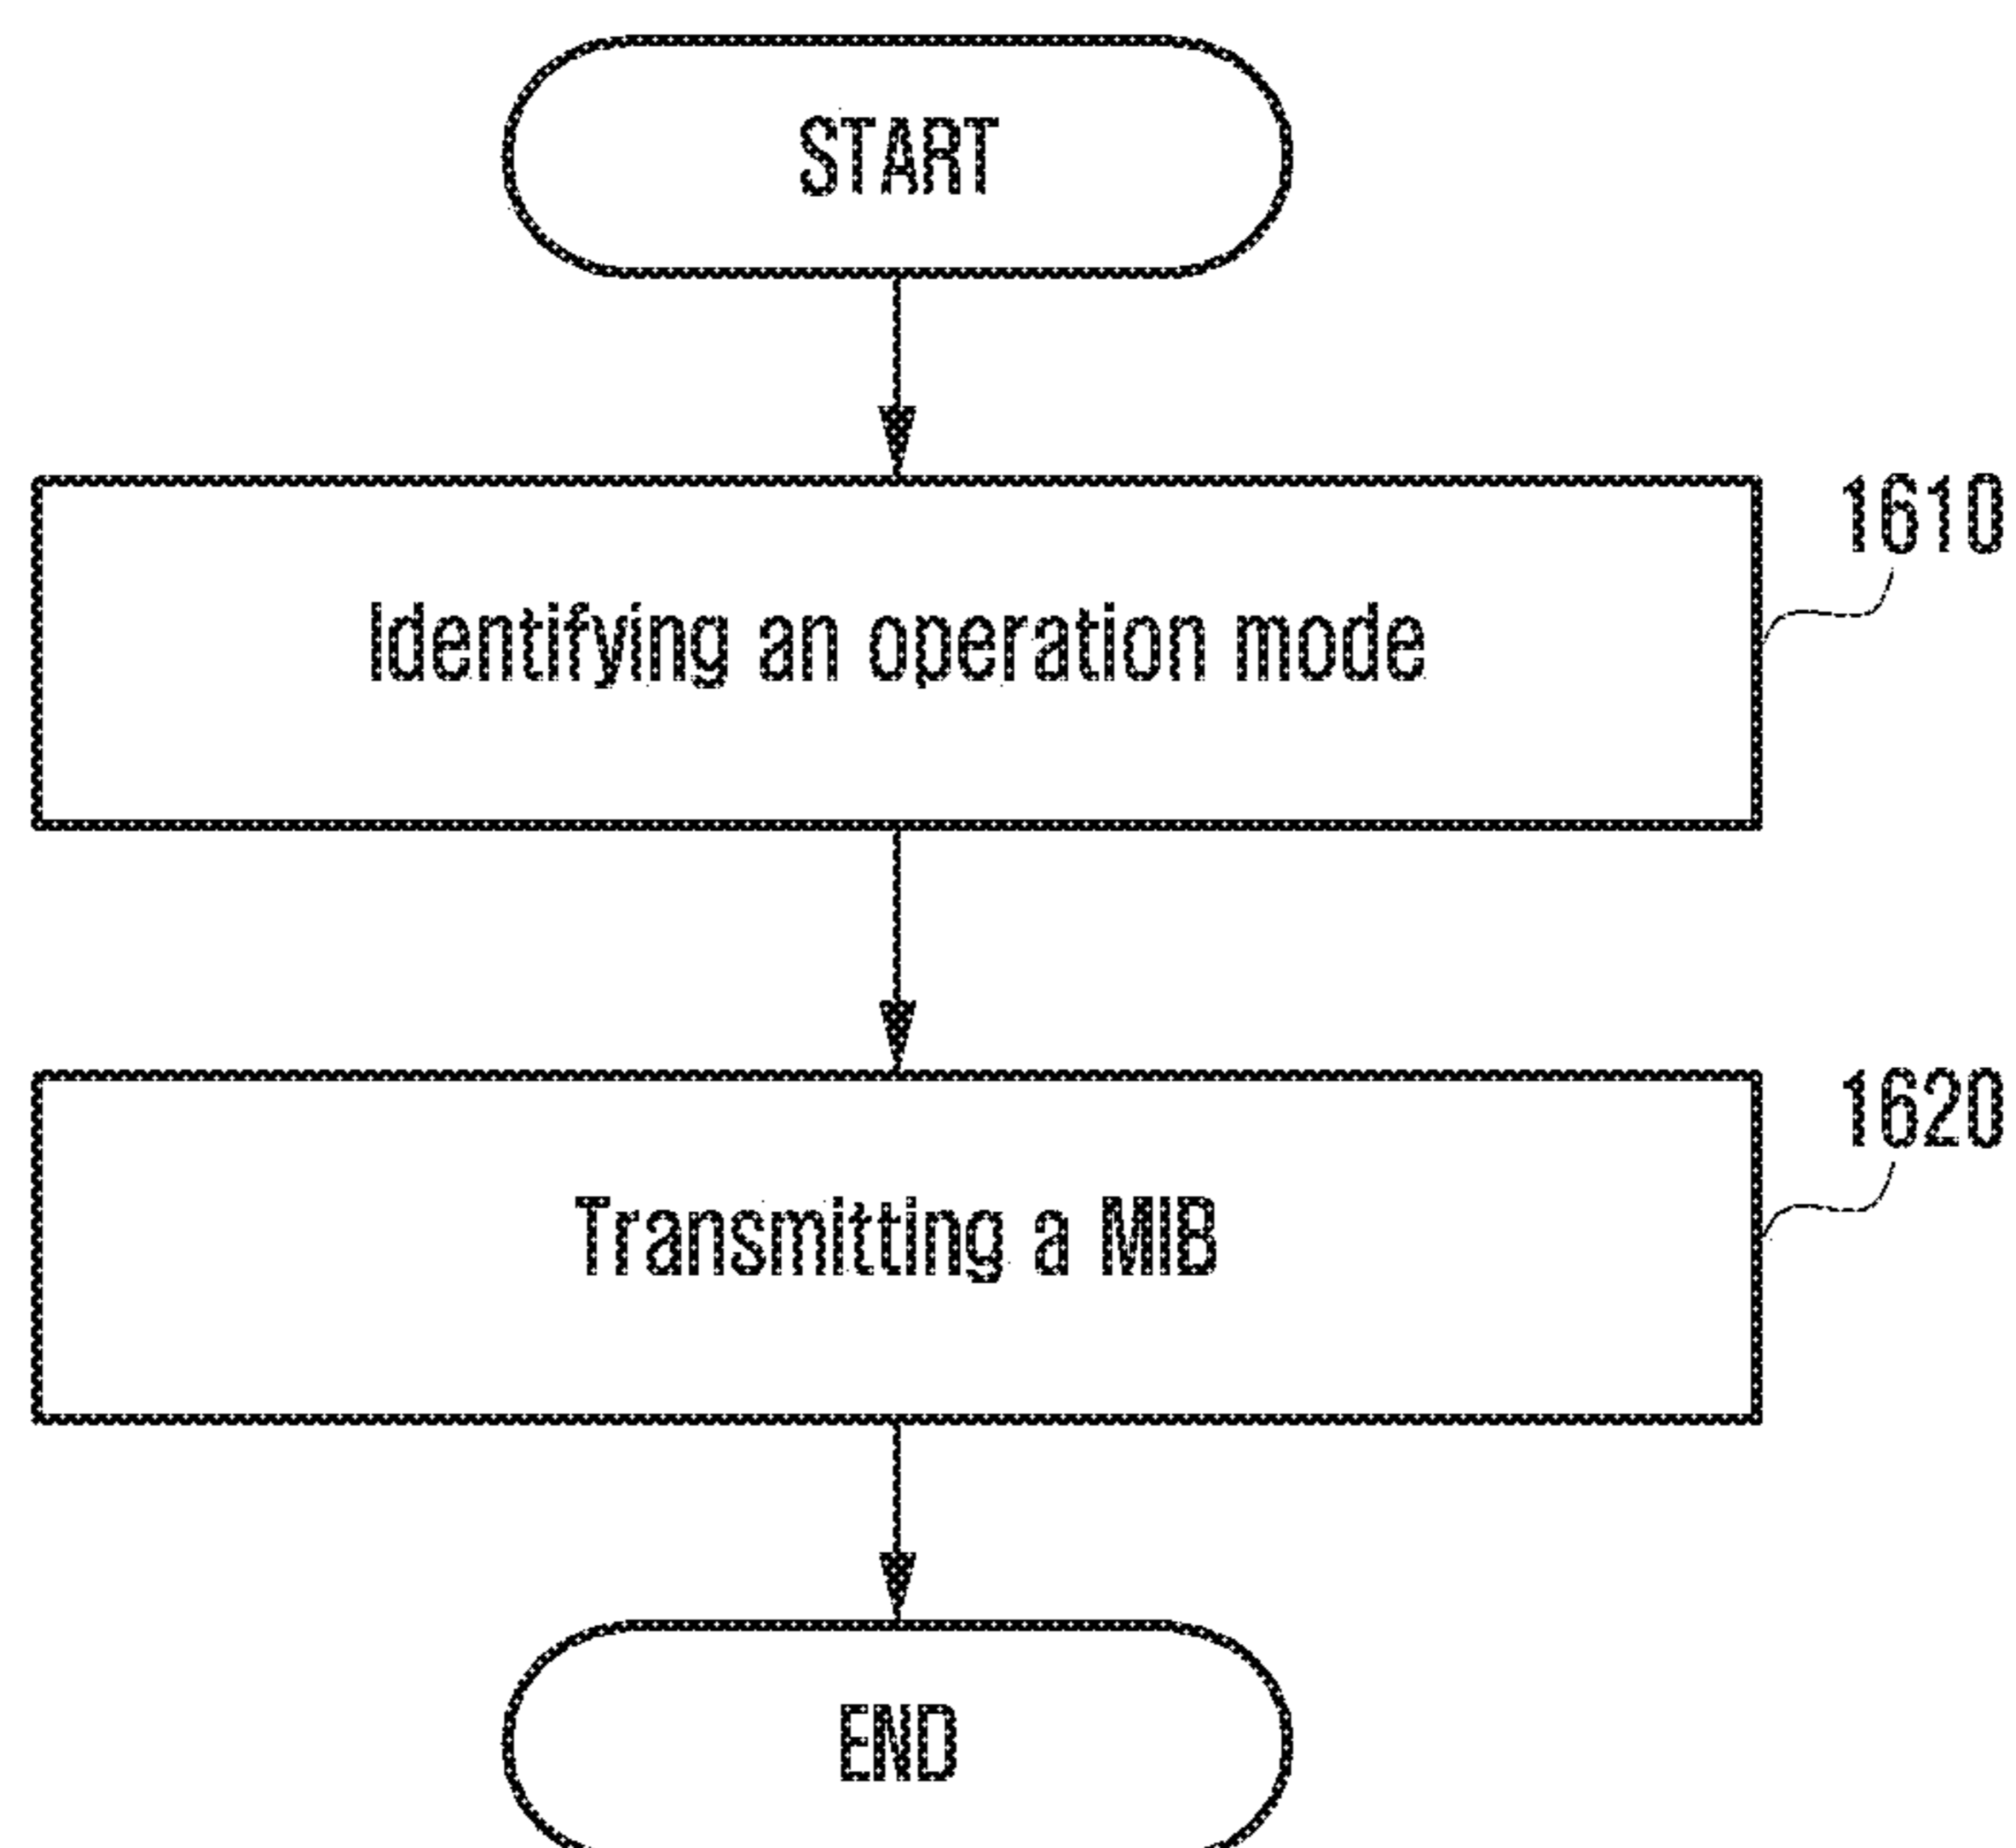 START
1610
Identifying an operation mode
1620
Transmitting a MIB
END